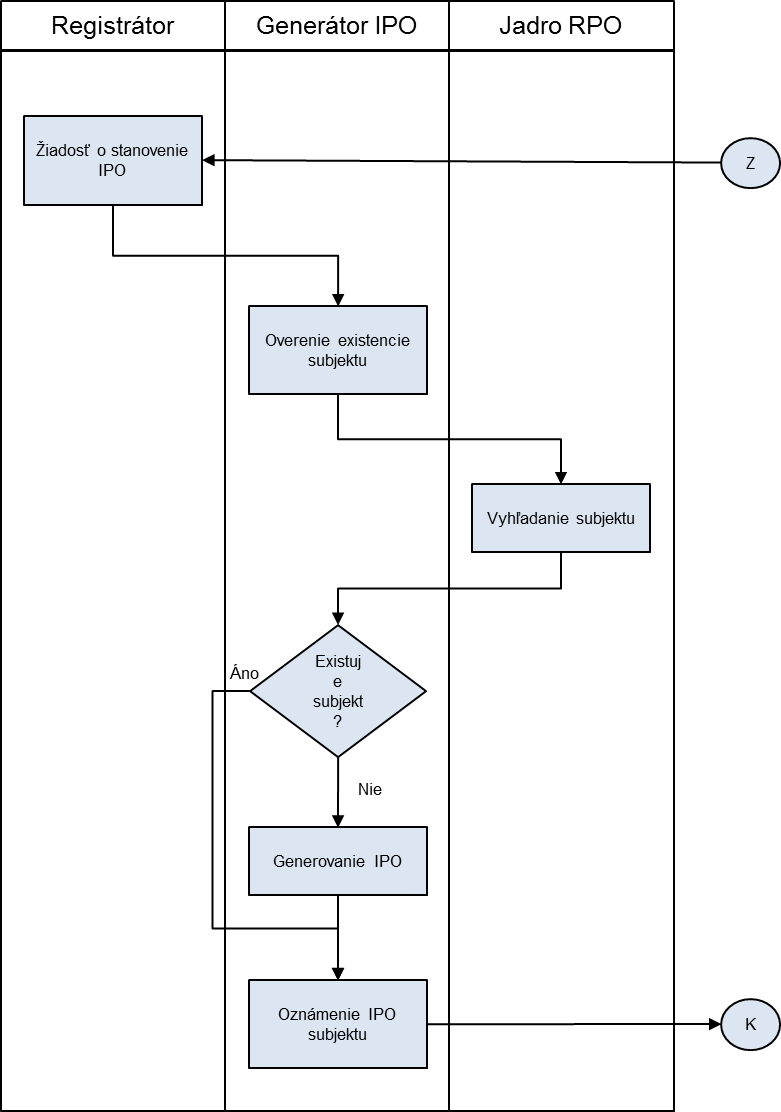 Registrátor
Generátor IPO
Jadro RPO
Žiadosť o stanovenie
IPO
Z
Overenie existencie
subjektu
Vyhľadanie subjektu
Existuj
e
subjekt
?
Áno
Nie
Generovanie IPO
Oznámenie IPO
subjektu
K